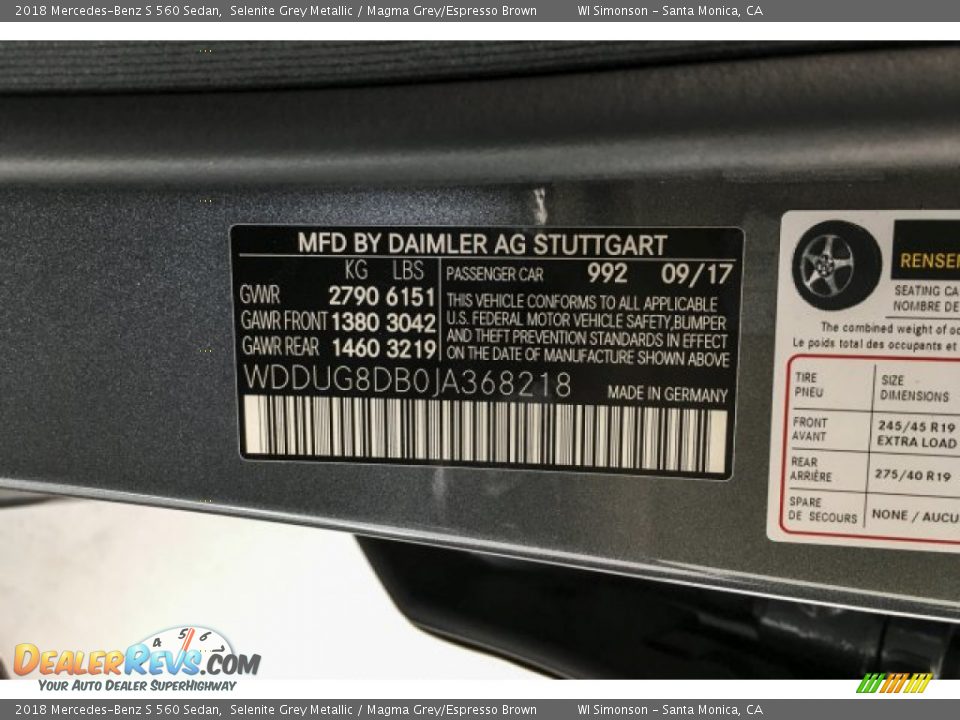 2018 Mercedes-Benz S 560 Sedan, Selenite Grey Metallic / Magma Grey/Espresso Brown WI Simonson - Santa Monica, CA
MFD BY DAIMLER AG STUTTGART
KG LBS
GVWR 2790 6151
GAWR FRONT 1380 3042
GAWR REAR 1460 3219
PASSENGER CAR 992 09/17
THIS VEHICLE CONFORMS TO ALL APPLICABLE
U.S. FEDERAL MOTOR VEHICLE SAFETY,BUMPER
AND THEFT PREVENTION STANDARDS IN EFFECT
ON THE DATE OF MANUFACTURE SHOWN ABOVE
WDDUG8DB0JA368218
MADE IN GERMANY
SEATING
NOMBRE
The combined weight of
Le poids total des occupants et
TIRE
PNEU
SIZE
DIMENSIONS
FRONT
AVANT
245/45 R19
EXTRA LOAD
REAR
ARRIÈRE
275/40 R19
SPARE
DE SECOURS
NONE /
4 5 6
DEALERREVS.COM
YOUR AUTO DEALER SUPERHIGHWAY
2018 Mercedes-Benz S 560 Sedan, Selenite Grey Metallic / Magma Grey/Espresso Brown WI Simonson - Santa Monica, CA